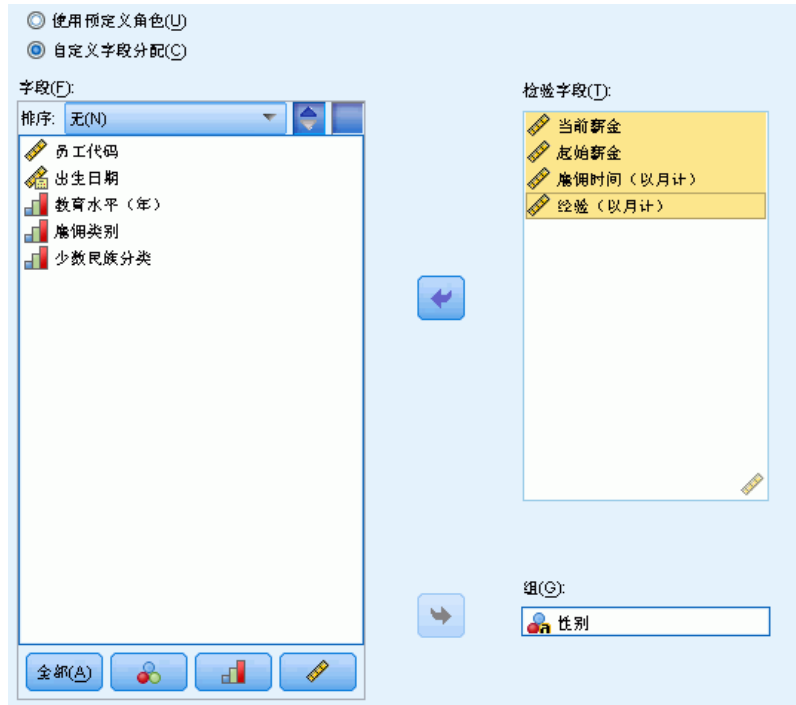 使用预定义角色(U)
自定义字段分配(C)
字段(F):
排序: 无(N)
员工代码
出生日期
教育水平（年）
雇佣类别
少数民族分类
全部(A)
检验字段(T):
当前薪金
起始薪金
雇佣时间（以月计）
经验（以月计）
组(G):
性别